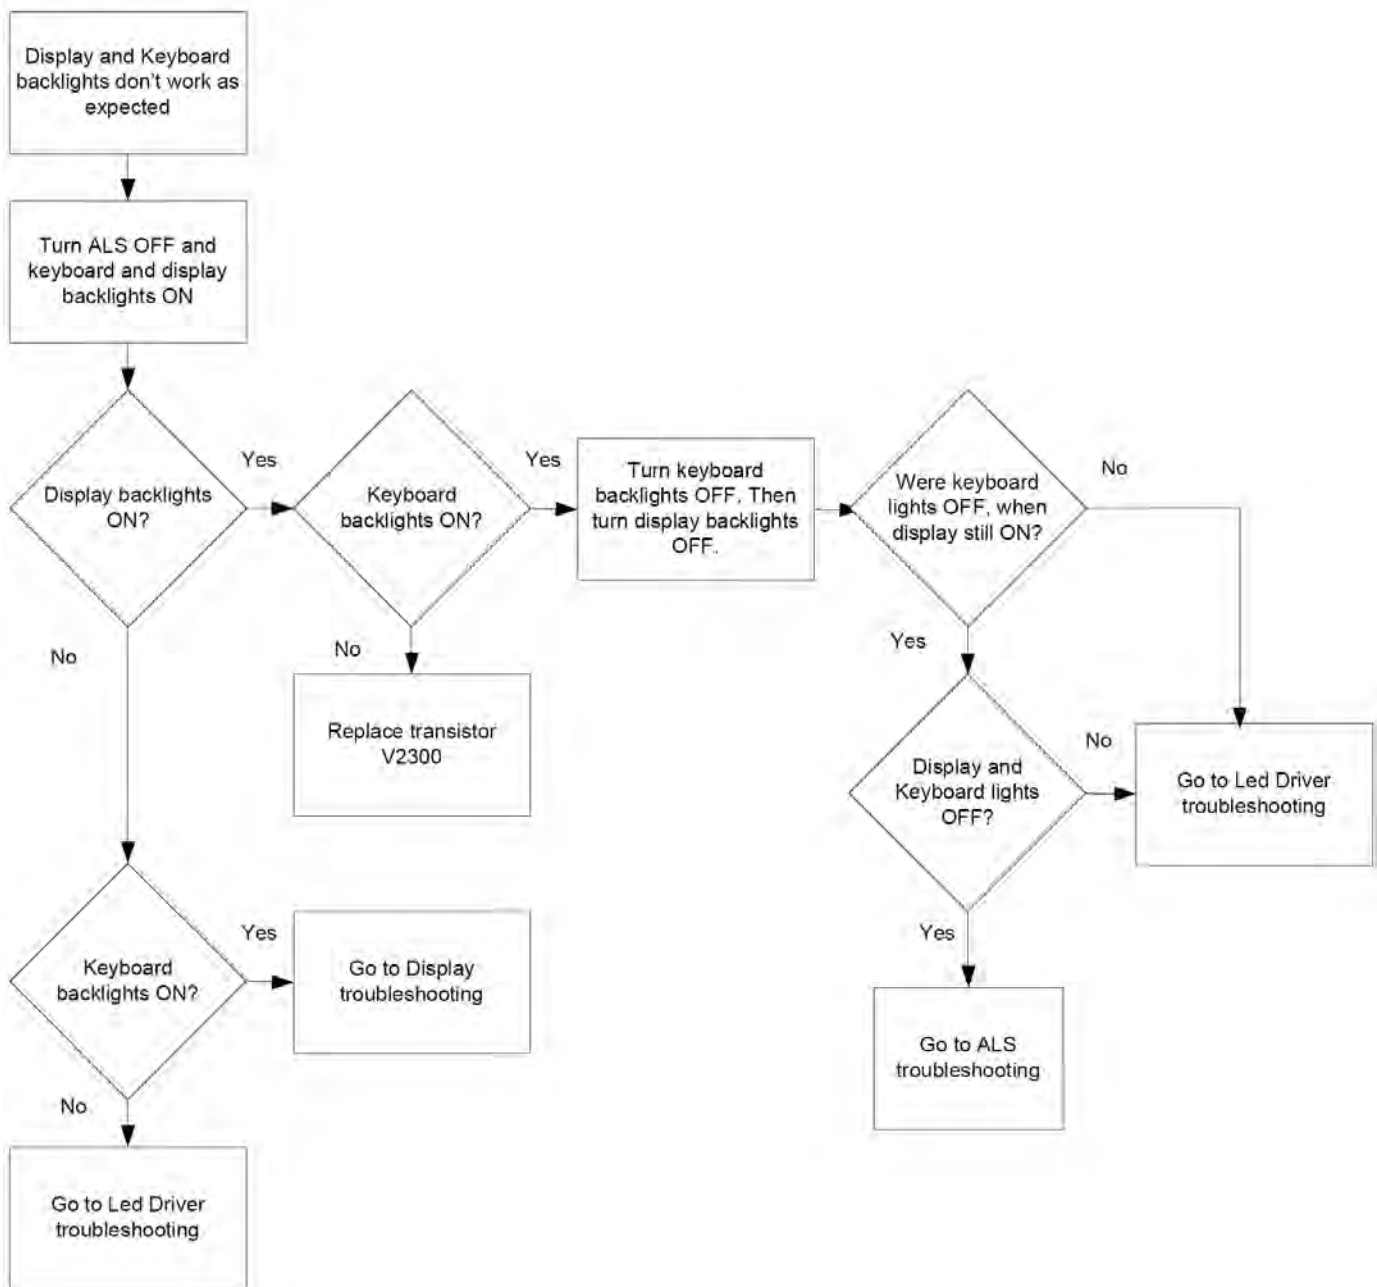 Display and Keyboard
backlights don't work as
expected
Turn ALS OFF and
keyboard and display
backlights ON
Display backlights
ON?
Yes
Keyboard
backlights ON?
Yes
Turn keyboard
backlights OFF. Then
turn display backlights
OFF.
Were keyboard
lights OFF, when
display still ON?
No
No
No
Yes
Replace transistor
V2300
Display and
Keyboard lights
OFF?
No
Go to Led Driver
troubleshooting
Keyboard
backlights ON?
Yes
Go to Display
troubleshooting
Yes
Go to ALS
troubleshooting
No
Go to Led Driver
troubleshooting